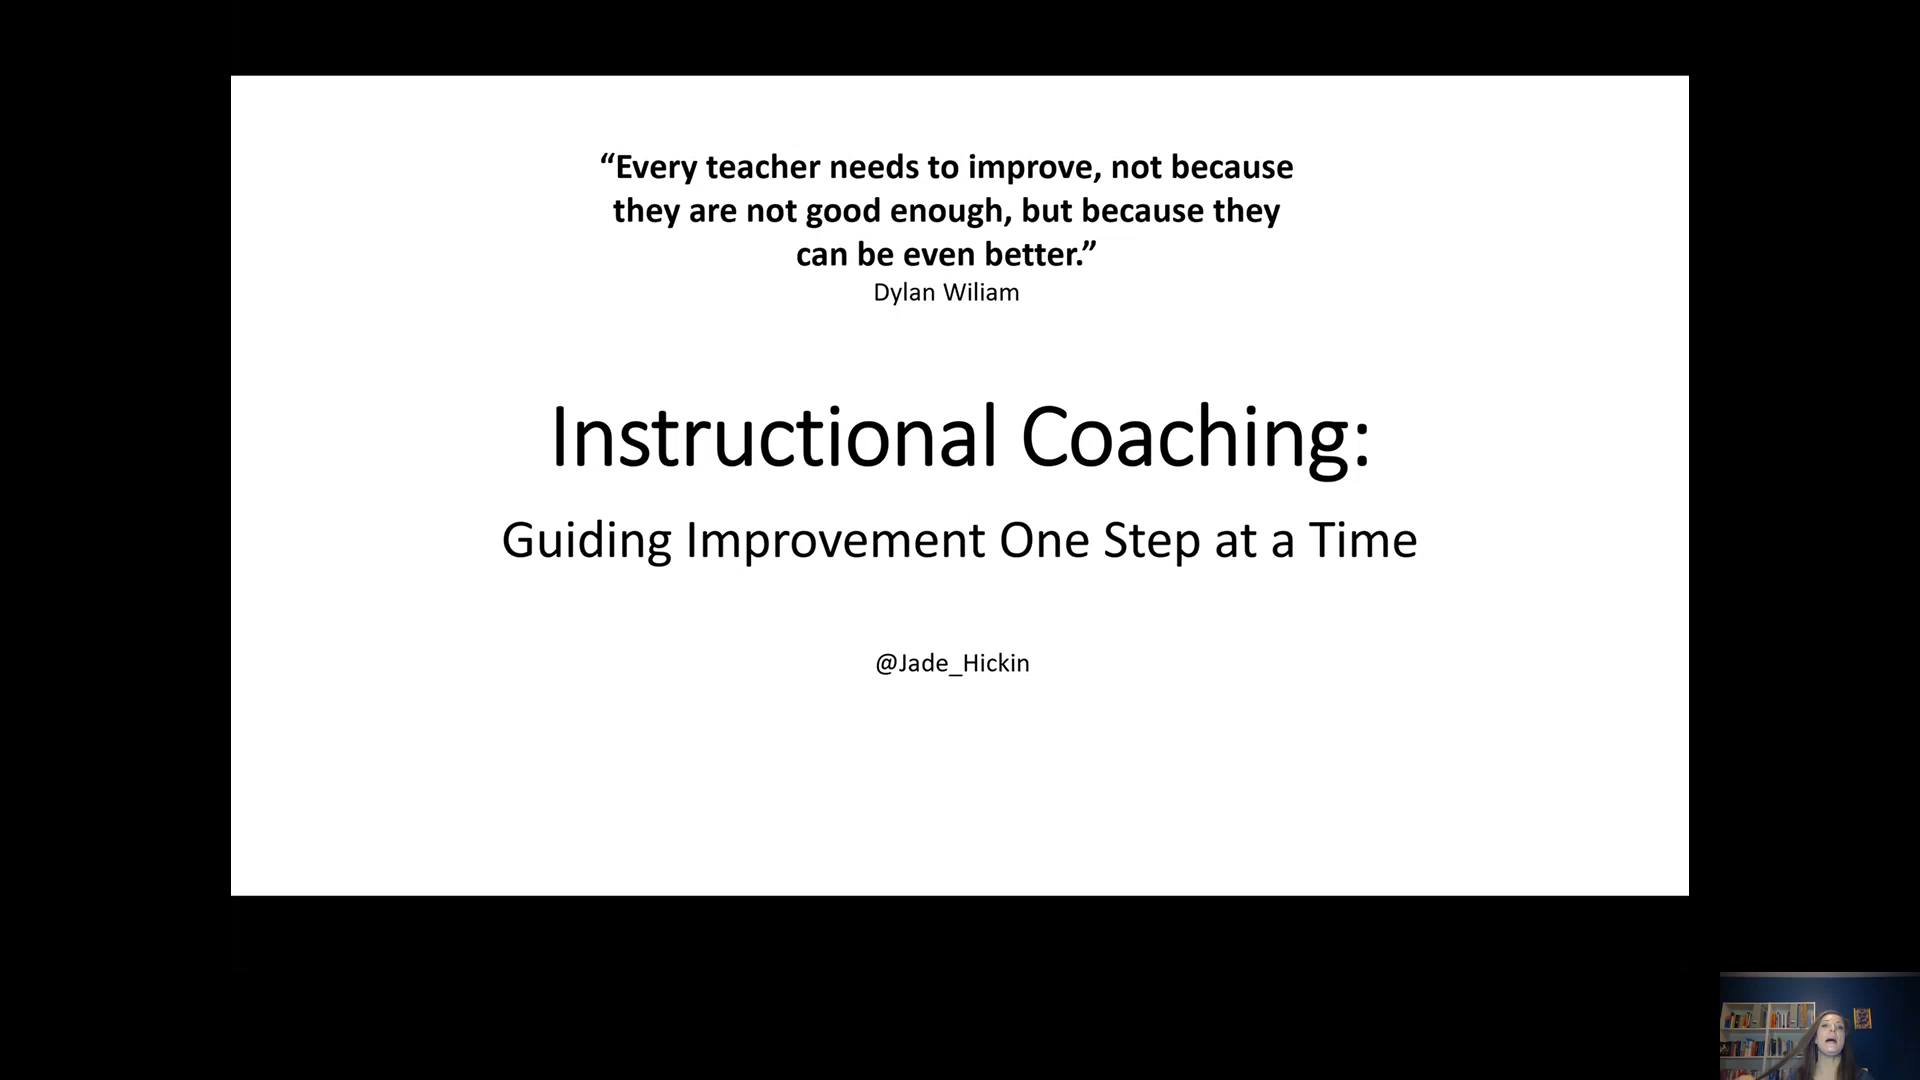 “Every teacher needs to improve, not because
they are not good enough, but because they
can be even better.”
Dylan Wiliam
Instructional Coaching:
Guiding Improvement One Step at a Time
@Jade_Hickin